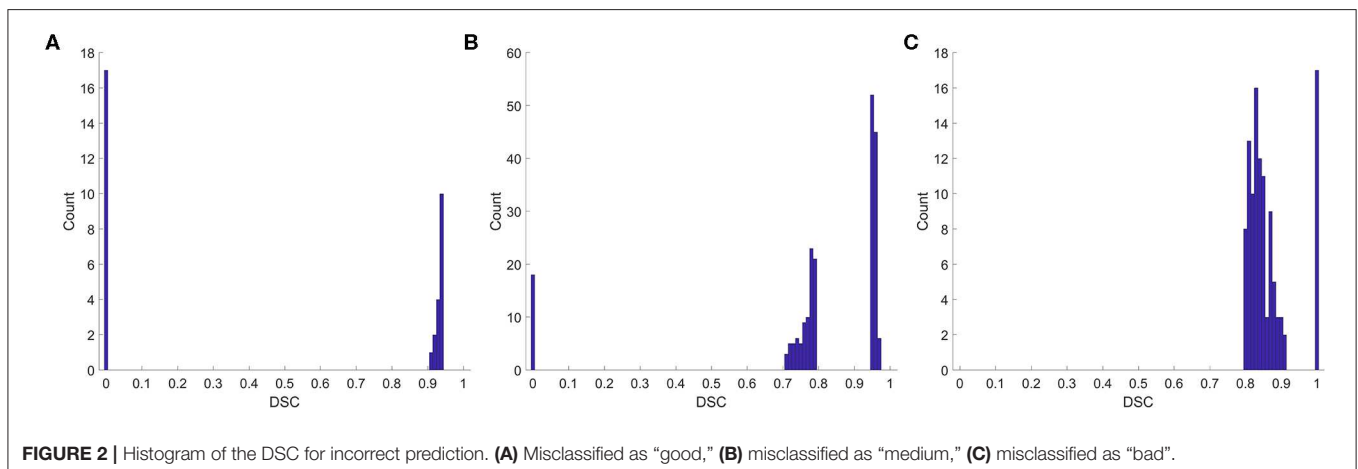 A
18
16
14
12
10
8
6
4
2
0
Count
0 0.1 0.2 0.3 0.4 0.5 0.6 0.7 0.8 0.9 1
DSC
B
60
50
40
30
20
10
0
Count
0 0.1 0.2 0.3 0.4 0.5 0.6 0.7 0.8 0.9 1
DSC
C
18
16
14
12
10
8
6
4
2
0
Count
0 0.1 0.2 0.3 0.4 0.5 0.6 0.7 0.8 0.9 1
DSC
FIGURE 2 | Histogram of the DSC for incorrect prediction. (A) Misclassified as “good,” (B) misclassified as “medium,” (C) misclassified as “bad”.